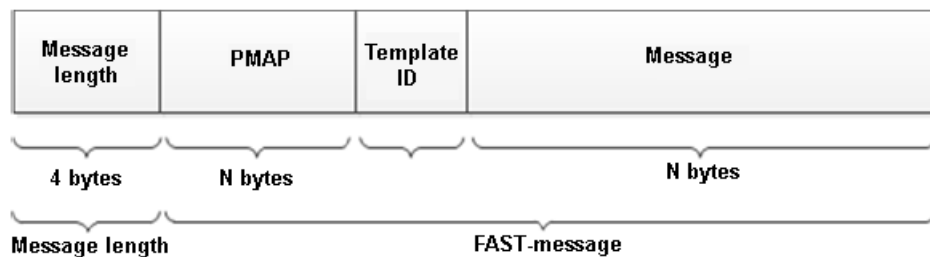 Message length
PMAP
Template ID
Message
4 bytes
N bytes
N bytes
Message length
FAST-message